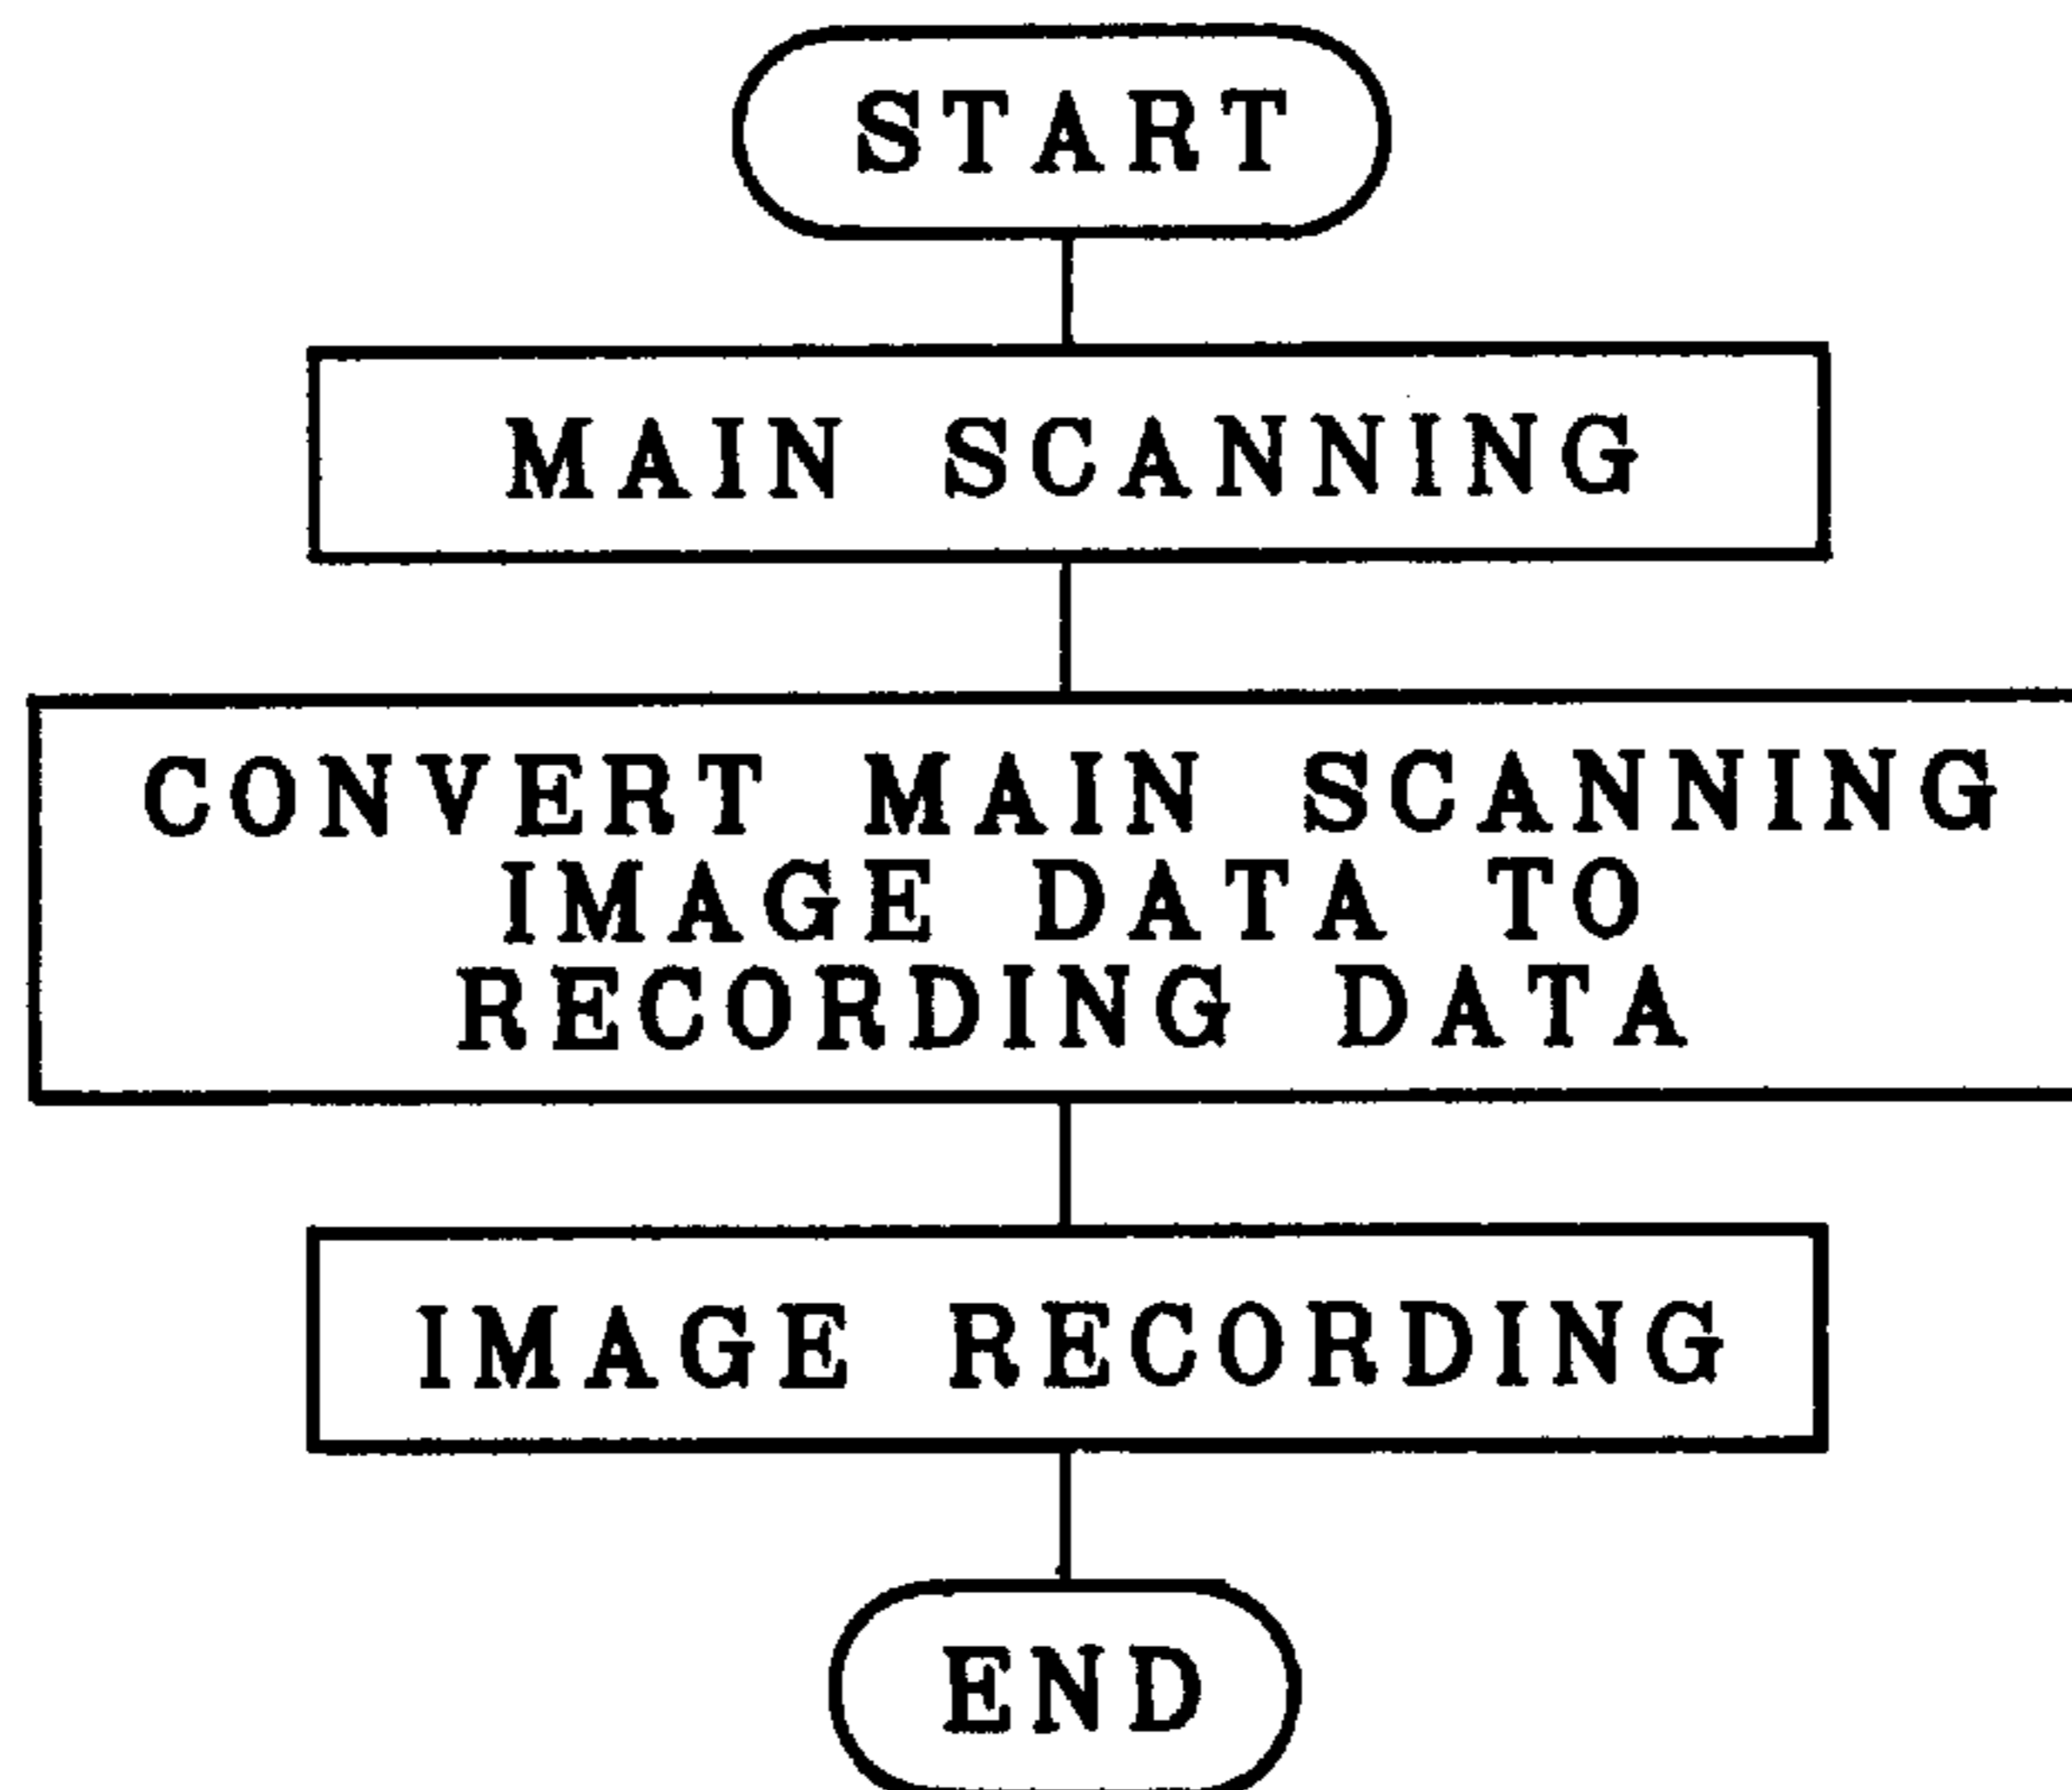 START
MAIN SCANNING
CONVERT MAIN SCANNING
IMAGE DATA TO
RECORDING DATA
IMAGE RECORDING
END